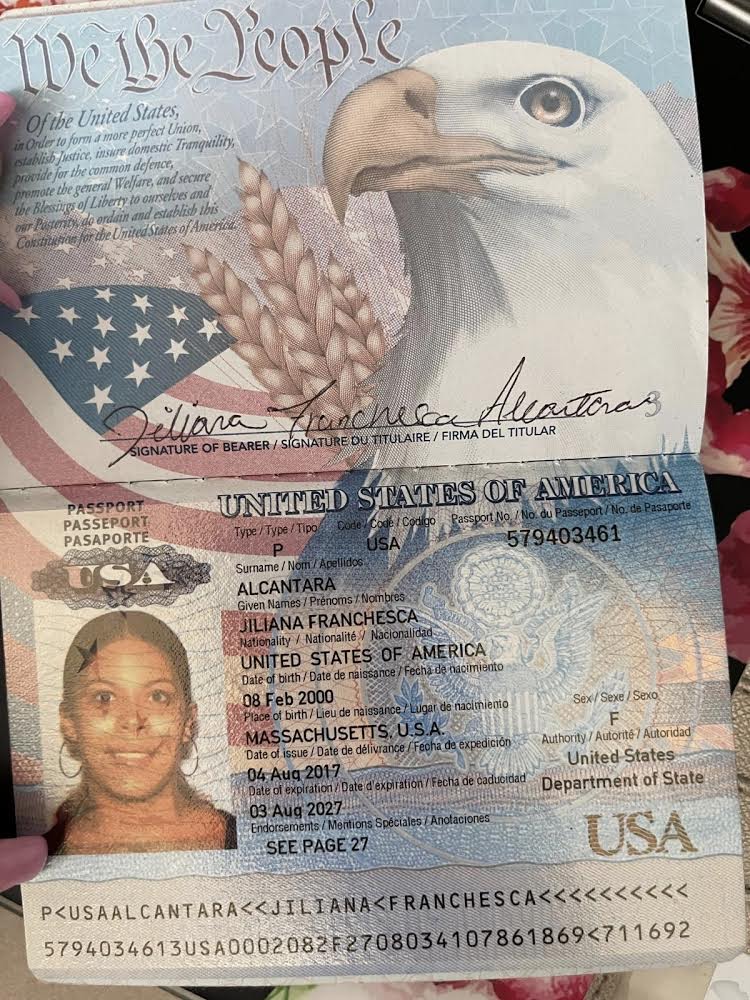 We the People
Of the United States,
in Order to form a more perfect Union,
establish Justice, insure domestic Tranquility,
provide for the common defence,
promote the general Welfare, and secure
the Blessings of Liberty to ourselves and
our Posterity, do ordain and establish this
Constitution for the United States of America.
Jiliana Franchesca Alcantara
3
SIGNATURE OF BEARER / SIGNATURE DU TITULAIRE / FIRMA DEL TITULAR
PASSPORT
PASSEPORT
PASAPORTE
USA
UNITED STATES OF AMERICA
Type / Type / Tipo Code / Code / Codigo Passport No. / No. du Passeport / No. de Pasaporte
P USA 579403461
Surname / Nom / Apellidos
ALCANTARA
Given Names / Prénoms / Nombres
JILIANA FRANCHESCA
Nationality / Nationalité / Nacionalidad
UNITED STATES OF AMERICA
Date of birth / Date de naissance / Fecha de nacimiento
08 Feb 2000
Place of birth / Lieu de naissance / Lugar de nacimiento Sex / Sexe / Sexo
MASSACHUSETTS, U.S.A. F
Date of issue / Date de délivrance / Fecha de expedición Authority / Autorité / Autoridad
04 Aug 2017 United States
Date of expiration / Date d'expiration / Fecha de caducidad Department of State
03 Aug 2027
Endorsements / Mentions Spéciales / Anotaciones
SEE PAGE 27
USA
P<USAALCANTARA<<JILIANA<FRANCHESCA<<<<<<<<<<
5794034613USA0002082F2708034107861869<711692